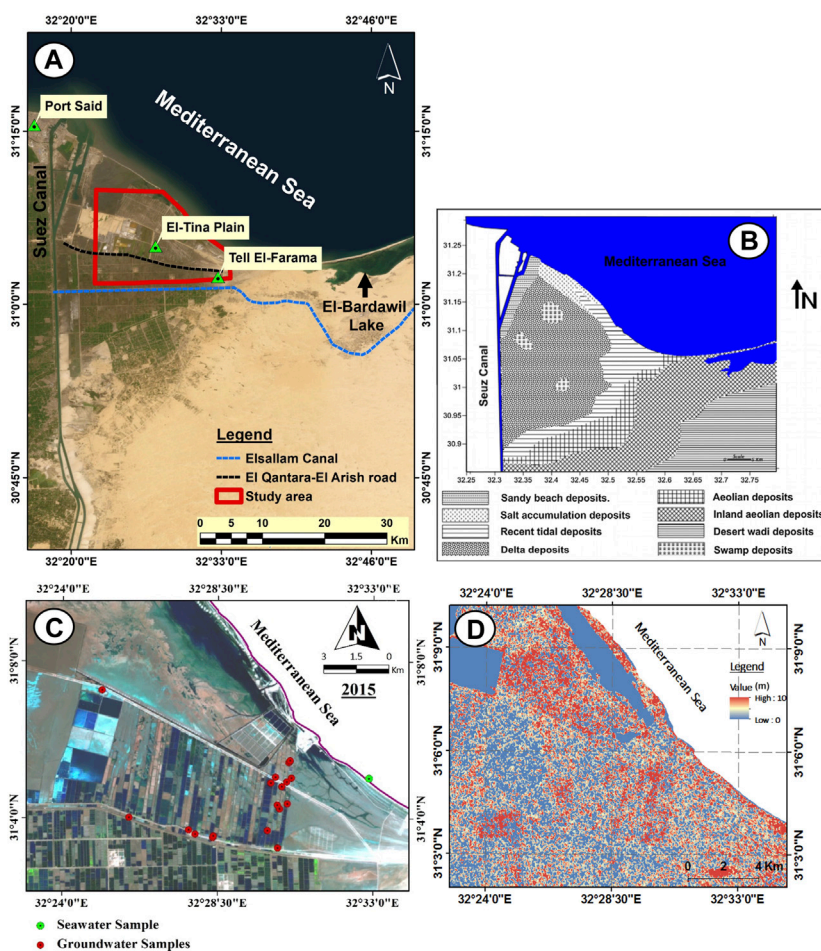 32°20'0"E
32°33'0"E
32°46'0"E
A
N
Port Said
Mediterranean Sea
31°15'0"N
31°15'0"N
Suez Canal
El-Tina Plain
Tell El-Farama
31°0'0"N
31°0'0"N
El-Bardawil
Lake
Legend
Elsallam Canal
El Qantara-El Arish road
Study area
30°45'0"N
30°45'0"N
0 2.5 5 10 20 30
Km
32°20'0"E
32°33'0"E
32°46'0"E
B
Mediterranean Sea
N
Seuz Canal
31.25
31.2
31.15
31.1
31.05
31
30.95
30.9
32.25 32.3 32.35 32.4 32.45 32.5 32.55 32.6 32.65 32.7 32.75
Sandy beach deposits.
Salt accumulation deposits
Recent tidal deposits
Delta deposits
Aeolian deposits
Inland aeolian deposits
Desert wadi deposits
Swamp deposits
32°24'0"E
32°28'30"E
32°33'0"E
C
N
3 1.5 0
Km
2015
Mediterranean Sea
31°8'0"N
31°8'0"N
31°4'0"N
31°4'0"N
32°24'0"E
32°28'30"E
32°33'0"E
Seawater Sample
Groundwater Samples
32°24'0"E
32°28'30"E
32°33'0"E
D
N
Mediterranean Sea
Legend
Value (m)
High : 10
Low : 0
31°9'0"N
31°9'0"N
31°6'0"N
31°6'0"N
31°3'0"N
31°3'0"N
0 2 4 Km
32°24'0"E
32°28'30"E
32°33'0"E